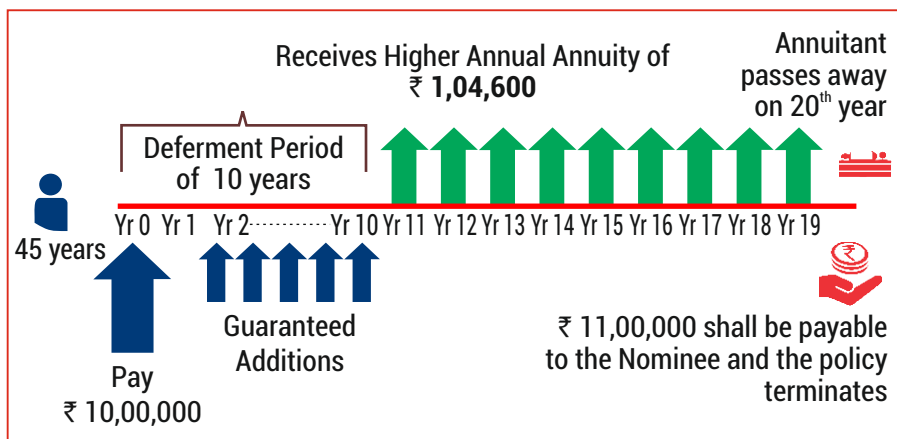 Receives Higher Annual Annuity of
₹ 1,04,600
Annuitant
passes away
on 20th year
Deferment Period
of 10 years
45 years
Yr 0 Yr 1 Yr 2----------- Yr 10 Yr 11 Yr 12 Yr 13 Yr 14 Yr 15 Yr 16 Yr 17 Yr 18 Yr 19
Pay
₹ 10,00,000
Guaranteed
Additions
₹
₹ 11,00,000 shall be payable
to the Nominee and the policy
terminates